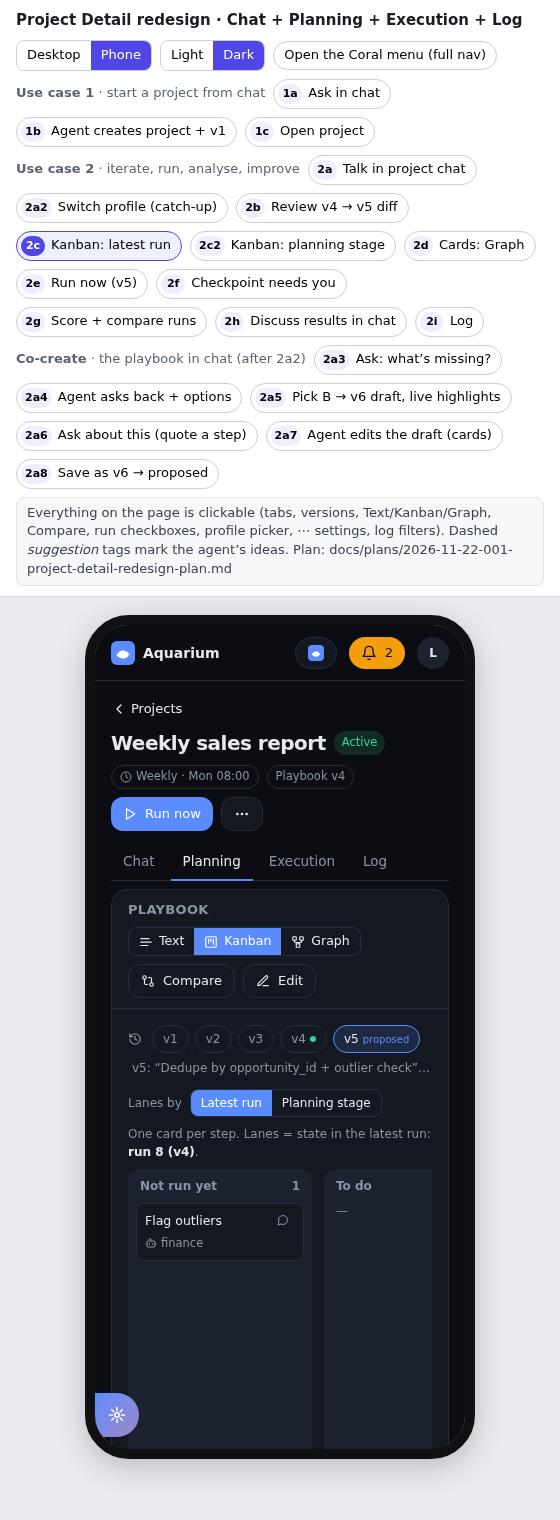 Project Detail redesign · Chat + Planning + Execution + Log
Desktop Phone Light Dark Open the Coral menu (full nav)
Use case 1 · start a project from chat 1a Ask in chat
1b Agent creates project + v1 1c Open project
Use case 2 · iterate, run, analyse, improve 2a Talk in project chat
2a2 Switch profile (catch-up) 2b Review v4 → v5 diff
2c Kanban: latest run 2c2 Kanban: planning stage 2d Cards: Graph
2e Run now (v5) 2f Checkpoint needs you
2g Score + compare runs 2h Discuss results in chat 2i Log
Co-create · the playbook in chat (after 2a2) 2a3 Ask: what’s missing?
2a4 Agent asks back + options 2a5 Pick B → v6 draft, live highlights
2a6 Ask about this (quote a step) 2a7 Agent edits the draft (cards)
2a8 Save as v6 → proposed
Everything on the page is clickable (tabs, versions, Text/Kanban/Graph,
Compare, run checkboxes, profile picker, ··· settings, log filters). Dashed
suggestion tags mark the agent’s ideas. Plan: docs/plans/2026-11-22-001-
project-detail-redesign-plan.md
Aquarium 2 L
Projects
Weekly sales report Active
Weekly · Mon 08:00 Playbook v4
Run now
Chat Planning Execution Log
PLAYBOOK
Text Kanban Graph
Compare Edit
v1 v2 v3 v4 v5 proposed
v5: “Dedupe by opportunity_id + outlier check”…
Lanes by Latest run Planning stage
One card per step. Lanes = state in the latest run:
run 8 (v4).
Not run yet 1 To do
Flag outliers —
finance